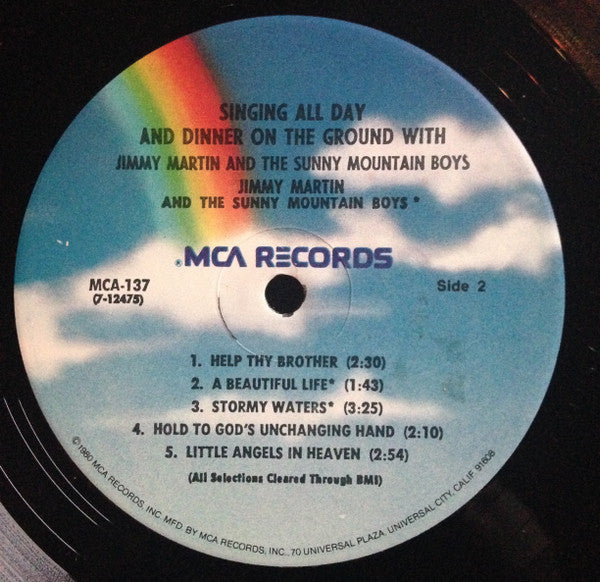 SINGING ALL DAY
AND DINNER ON THE GROUND WITH
JIMMY MARTIN AND THE SUNNY MOUNTAIN BOYS
JIMMY MARTIN
AND THE SUNNY MOUNTAIN BOYS *
®MCA RECORDS
MCA-137
(7-12475)
Side 2
1. HELP THY BROTHER (2:30)
2. A BEAUTIFUL LIFE* (1:43)
3. STORMY WATERS* (3:25)
4. HOLD TO GOD'S UNCHANGING HAND (2:10)
5. LITTLE ANGELS IN HEAVEN (2:54)
(All Selections Cleared Through BMI)
©1980 MCA RECORDS, INC. MFD. BY MCA RECORDS, INC., 70 UNIVERSAL PLAZA, UNIVERSAL CITY, CALIF. 91608